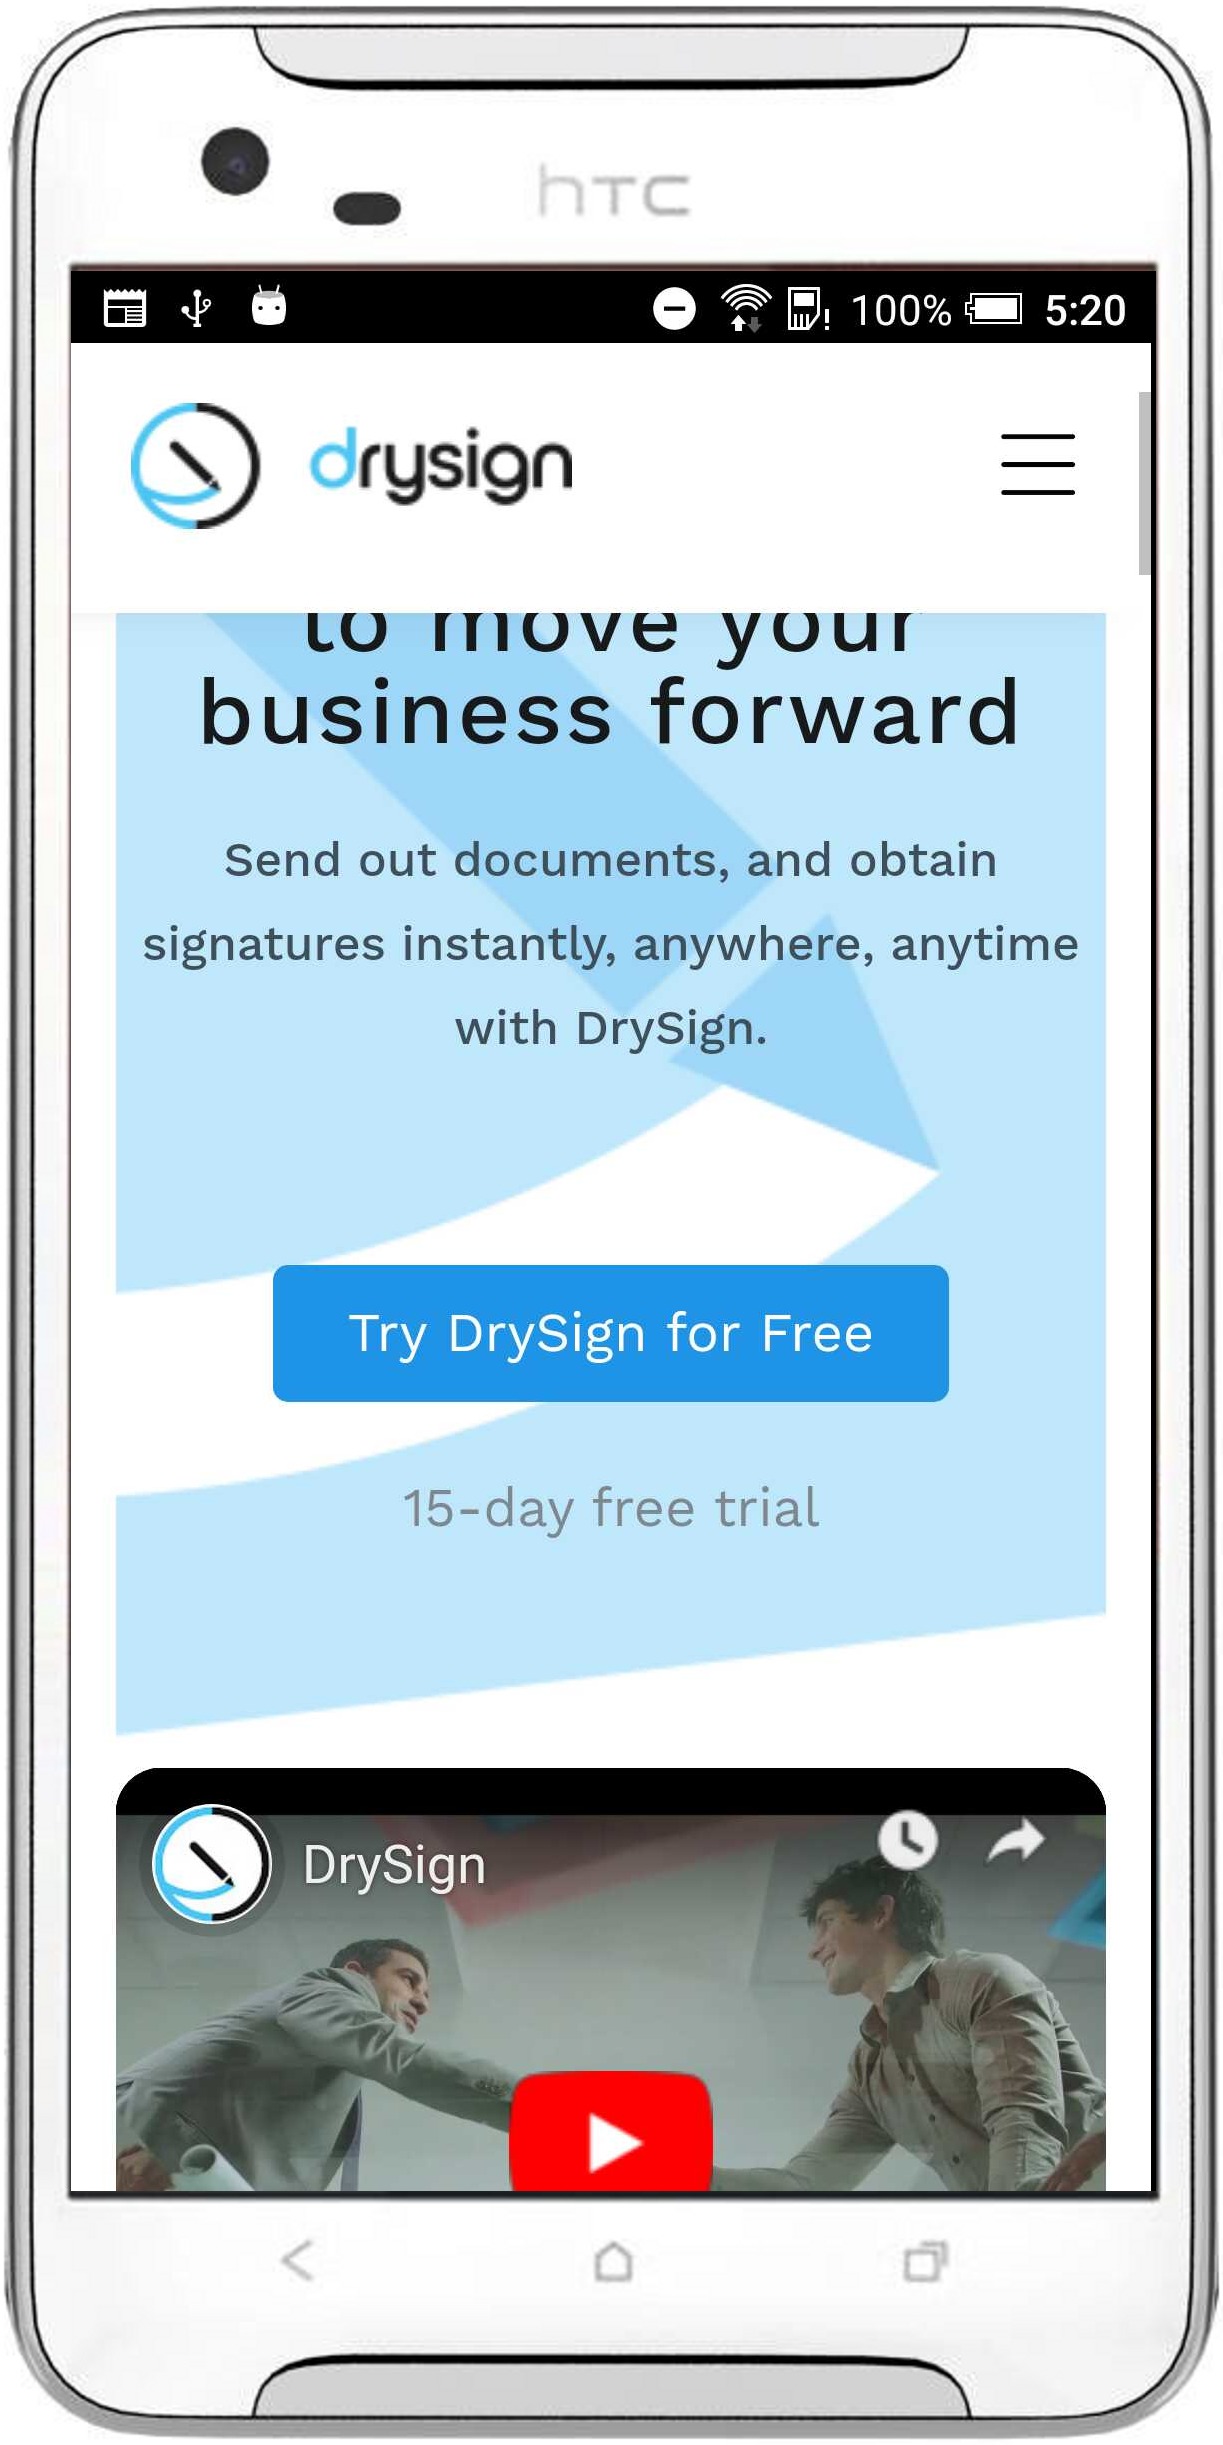 hTC
100%
5:20
drysign
to move your
business forward
Send out documents, and obtain
signatures instantly, anywhere, anytime
with DrySign.
Try DrySign for Free
15-day free trial
DrySign